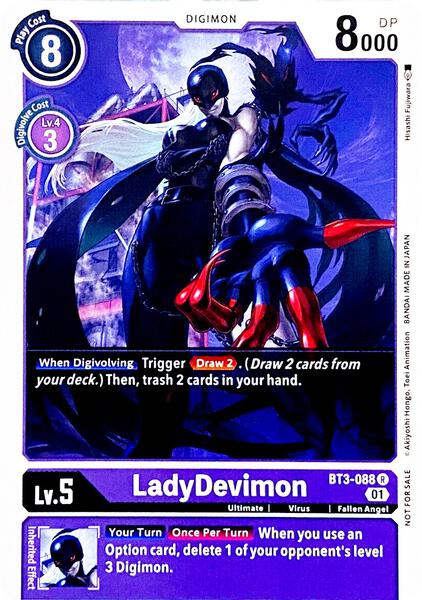 Play Cost
8
DIGIMON
DP
8000
Digivolve Cost
Lv.4
3
Hisashi Fujiwara
When Digivolving Trigger Draw 2. (Draw 2 cards from
your deck.) Then, trash 2 cards in your hand.
©Akiyoshi Hongo, Toei Animation BANDAI MADE IN JAPAN
NOT FOR SALE
Lv.5
LadyDevimon
BT3-088 R
01
Ultimate | Virus | Fallen Angel
Inherited Effect
Your Turn Once Per Turn When you use an
Option card, delete 1 of your opponent's level
3 Digimon.